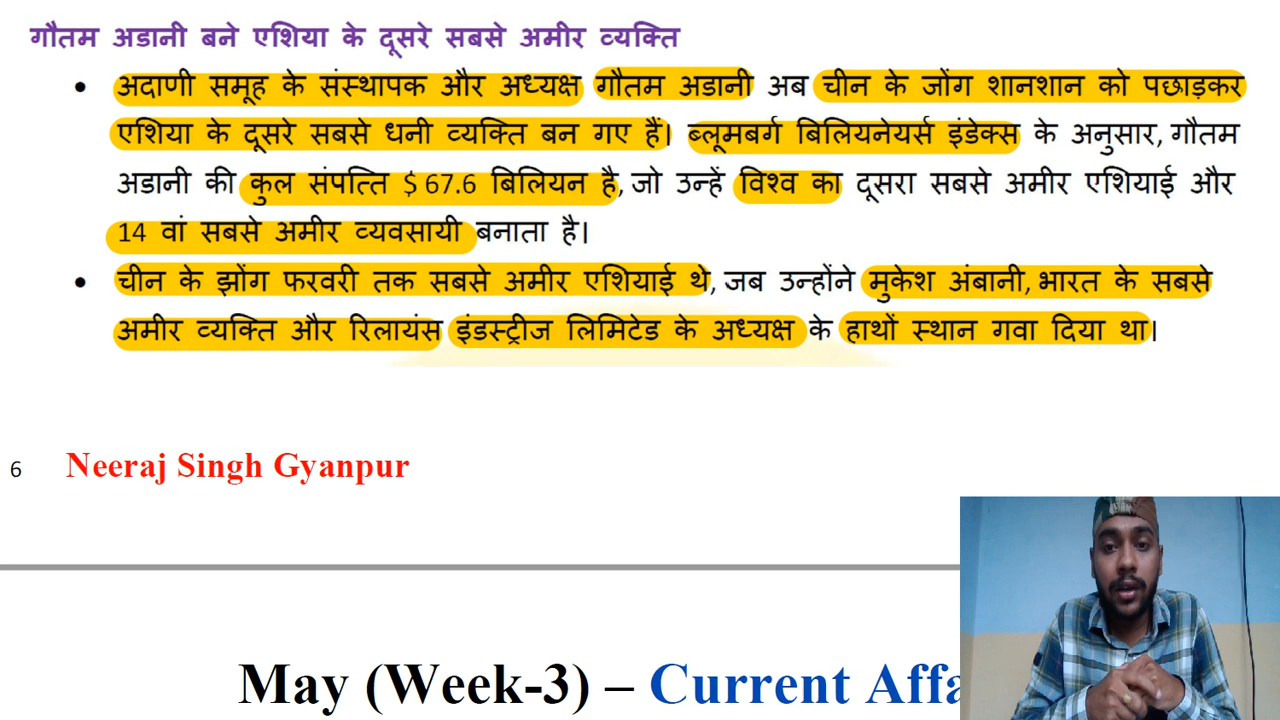 गौतम अडानी बने एशिया के दूसरे सबसे अमीर व्यक्ति
• अदाणी समूह के संस्थापक और अध्यक्ष गौतम अडानी अब चीन के जोंग शानशान को पछाड़कर
एशिया के दूसरे सबसे धनी व्यक्ति बन गए हैं। ब्लूमबर्ग बिलियनेयर्स इंडेक्स के अनुसार, गौतम
अडानी की कुल संपत्ति $ 67.6 बिलियन है, जो उन्हें विश्व का दूसरा सबसे अमीर एशियाई और
14 वां सबसे अमीर व्यवसायी बनाता है।
• चीन के झोंग फरवरी तक सबसे अमीर एशियाई थे, जब उन्होंने मुकेश अंबानी, भारत के सबसे
अमीर व्यक्ति और रिलायंस इंडस्ट्रीज लिमिटेड के अध्यक्ष के हाथों स्थान गवा दिया था।
6 Neeraj Singh Gyanpur
May (Week-3) – Current Affa